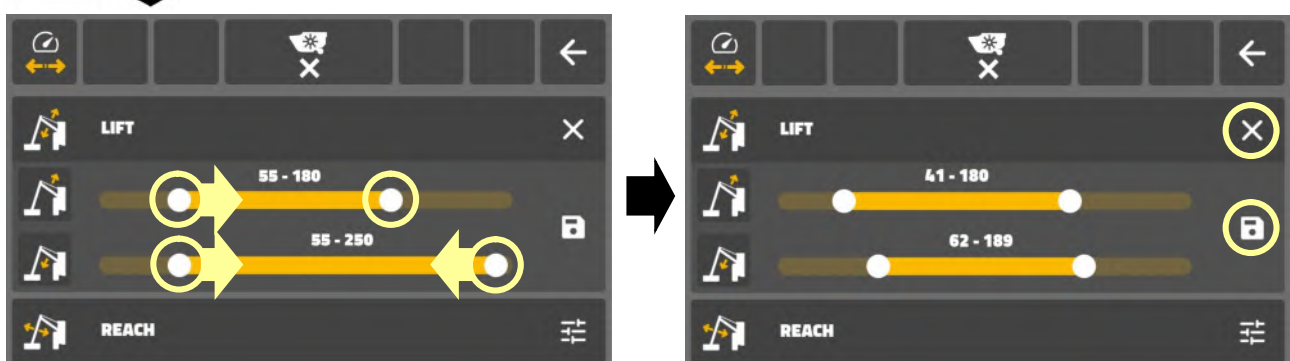 LIFT
55 - 180
55 - 250
REACH
LIFT
41 - 180
62 - 189
REACH